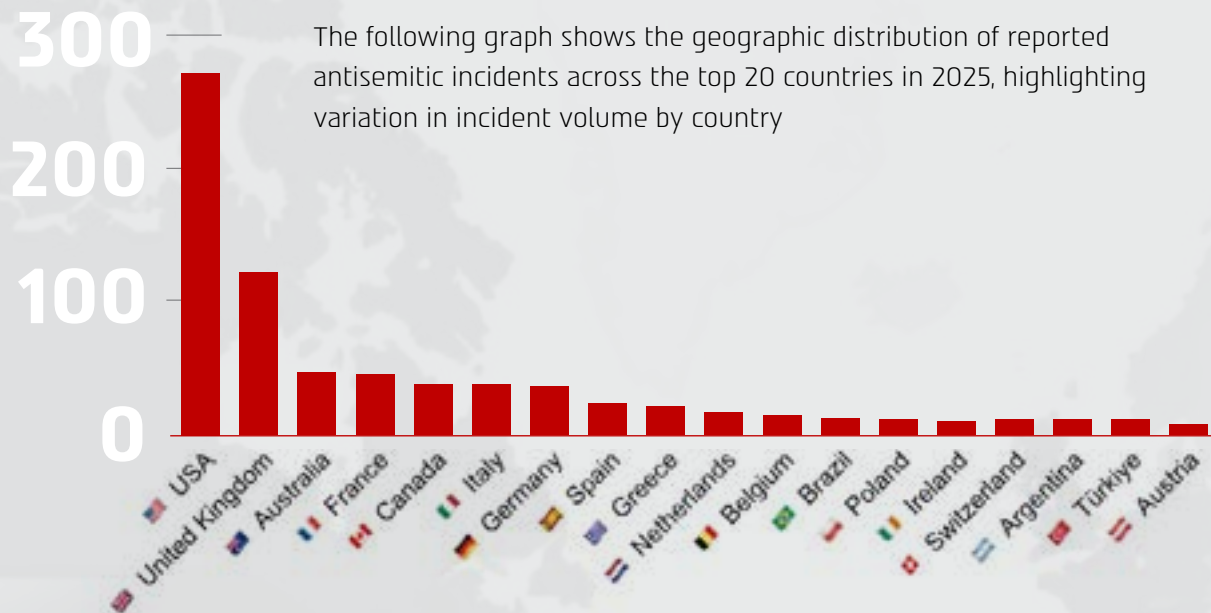 300
The following graph shows the geographic distribution of reported
antisemitic incidents across the top 20 countries in 2025, highlighting
variation in incident volume by country
200
100
0
USA
United Kingdom
Australia
France
Canada
Italy
Germany
Spain
Greece
Netherlands
Belgium
Brazil
Poland
Ireland
Switzerland
Argentina
Türkiye
Austria